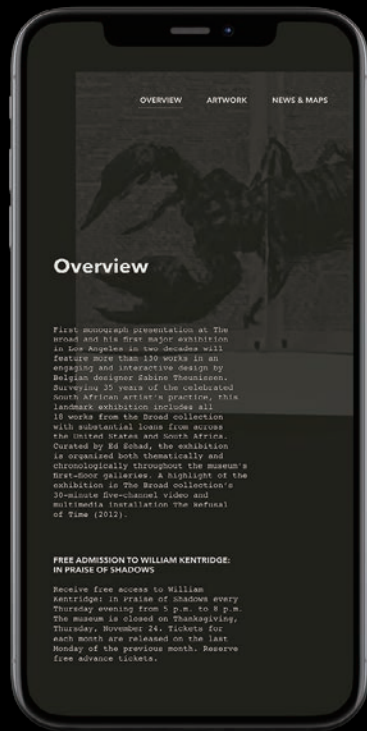 OVERVIEW ARTWORK NEWS & MAPS
Overview
First monograph presentation at The
Broad and his first major exhibition
in Los Angeles in two decades will
feature more than 130 works in an
engaging and interactive design by
Belgian designer Sabine Theunissen.
Surveying 35 years of the celebrated
South African artist's practice, this
landmark exhibition includes all
18 works from the Broad collection
with substantial loans from across
the United States and South Africa.
Curated by Ed Schad, the exhibition
is organized both thematically and
chronologically throughout the museum's
first-floor galleries. A highlight of the
exhibition is The Broad collection's
30-minute five-channel video and
multimedia installation The Refusal
of Time (2012).
FREE ADMISSION TO WILLIAM KENTRIDGE:
IN PRAISE OF SHADOWS
Receive free access to William
Kentridge: In Praise of Shadows every
Thursday evening from 5 p.m. to 8 p.m.
The museum is closed on Thanksgiving,
Thursday, November 24. Tickets for
each month are released on the last
Monday of the previous month. Reserve
free advance tickets.